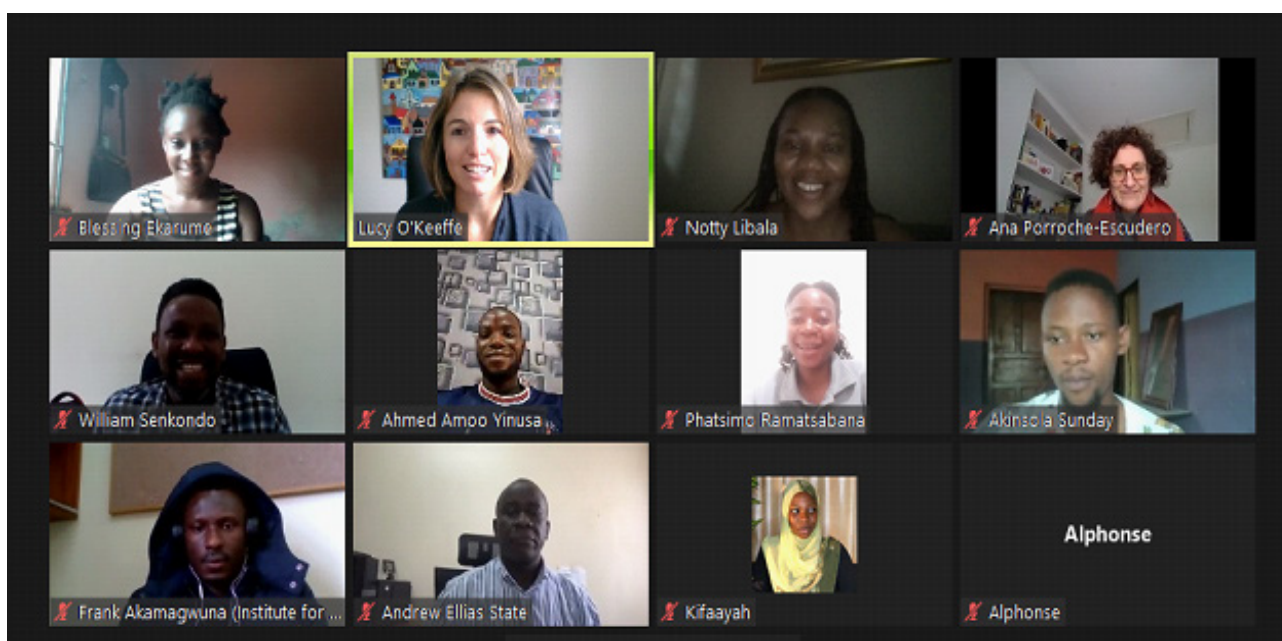 Blessing Ekarume
Lucy O'Keeffe
Notty Libala
Ana Porroche-Escudero
William Senkondo
Ahmed Amoo Yinusa
Phatsimo Ramatsabana
Akinsola Sunday
Frank Akamagwuna (Institute for ...
Andrew Ellias State
Kifaayah
Alphonse
Alphonse